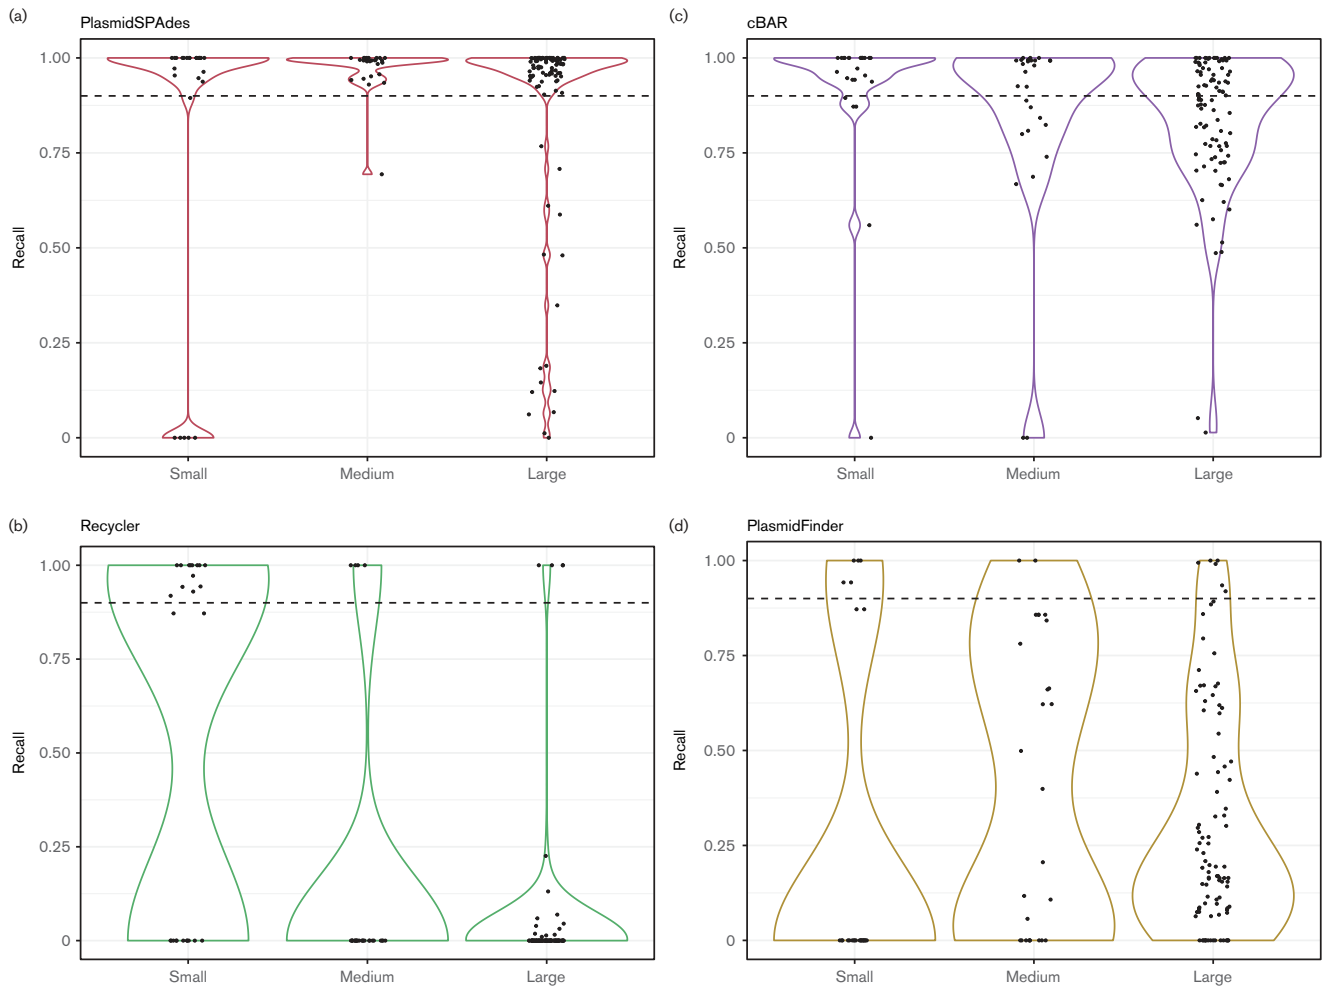 (a)
PlasmidSPAdes
1.00
0.75
0.50
0.25
0
Recall
Small Medium Large
(c)
cBAR
1.00
0.75
0.50
0.25
0
Recall
Small Medium Large
(b)
Recycler
1.00
0.75
0.50
0.25
0
Recall
Small Medium Large
(d)
PlasmidFinder
1.00
0.75
0.50
0.25
0
Recall
Small Medium Large